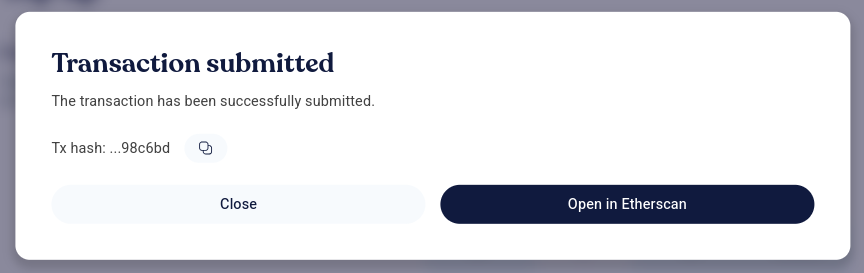 Transaction submitted
The transaction has been successfully submitted.
Tx hash: ...98c6bd
Close
Open in Etherscan